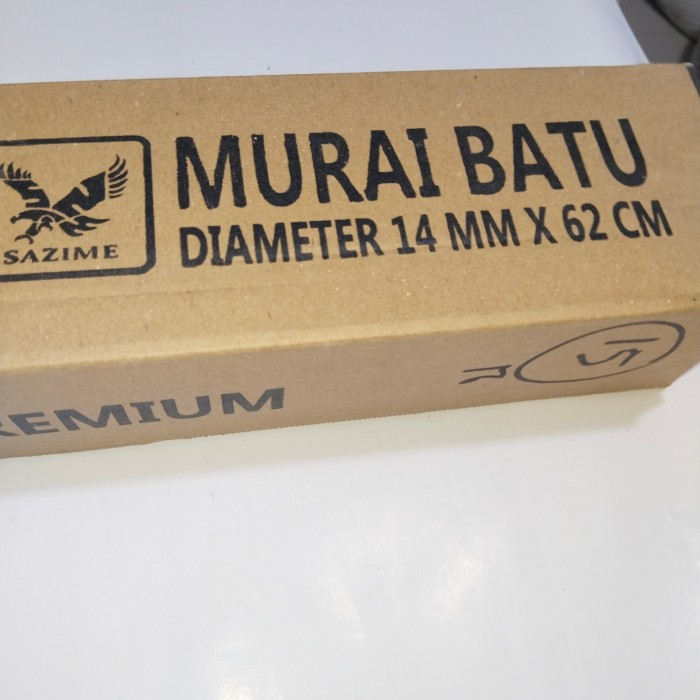 MURAI BATU
DIAMETER 14 MM X 62 CM
SAZIME
REMIUM